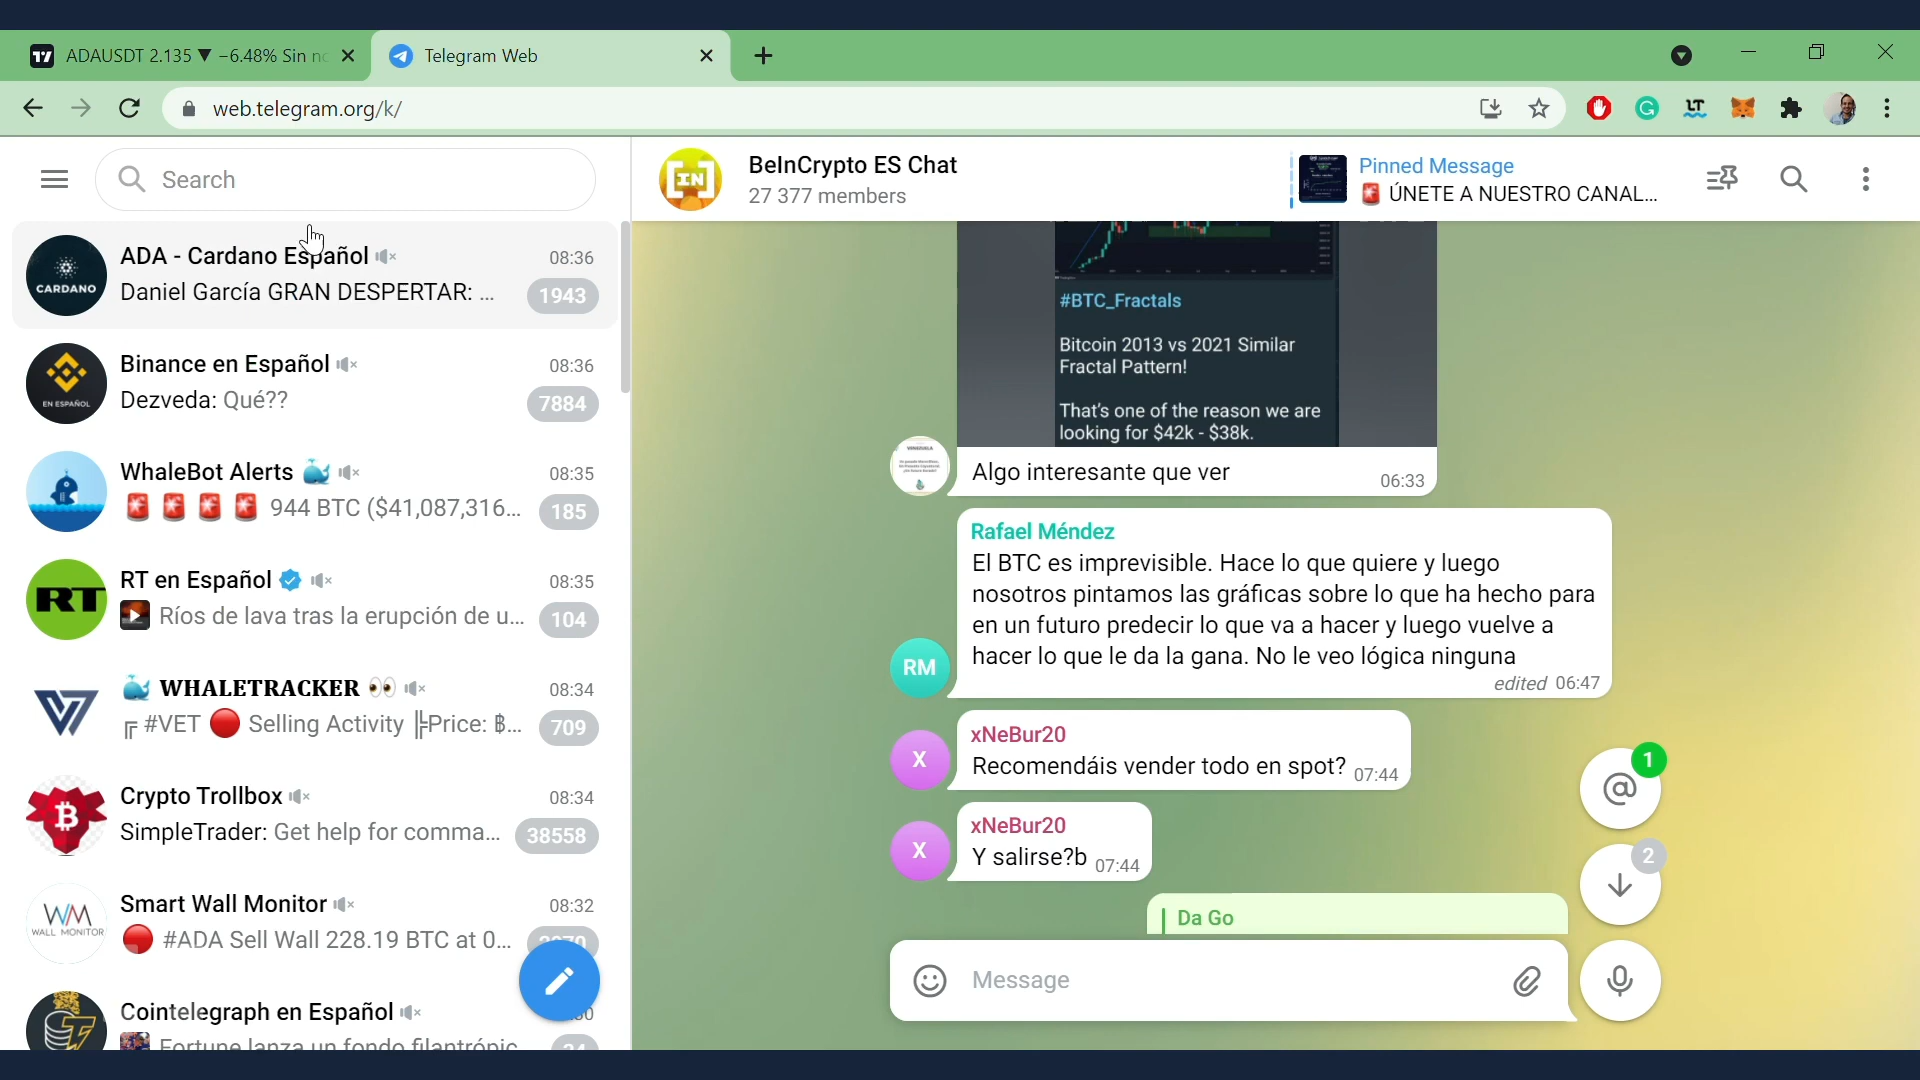 ADAUSDT 2.135 ▼ −6.48% Sin
Telegram Web
web.telegram.org/k/
Search
ADA - Cardano Español
08:36
CARDANO
Daniel García GRAN DESPERTAR: ...
1943
Binance en Español
08:36
EN ESPAÑOL
Dezveda: Qué??
7884
WhaleBot Alerts 🐳
08:35
🚨 🚨 🚨 🚨 944 BTC ($41,087,316...
185
RT
RT en Español
08:35
Ríos de lava tras la erupción de u...
104
🐳 WHALETRACKER 👀
08:34
╔ #VET 🔴 Selling Activity ╠Price: ₿...
709
Crypto Trollbox
08:34
SimpleTrader: Get help for comma...
38558
Smart Wall Monitor
08:32
WM
WALL MONITOR
🔴 #ADA Sell Wall 228.19 BTC at 0...
Cointelegraph en Español
Fortune lanza un fondo filantrópic
IN
BeInCrypto ES Chat
27 377 members
Pinned Message
🚨 ÚNETE A NUESTRO CANAL...
#BTC_Fractals
Bitcoin 2013 vs 2021 Similar
Fractal Pattern!
That's one of the reason we are
looking for $42k - $38k.
VENEZUELA
Algo interesante que ver
06:33
Rafael Méndez
El BTC es imprevisible. Hace lo que quiere y luego
nosotros pintamos las gráficas sobre lo que ha hecho para
en un futuro predecir lo que va a hacer y luego vuelve a
hacer lo que le da la gana. No le veo lógica ninguna
edited 06:47
RM
xNeBur20
Recomendáis vender todo en spot? 07:44
X
xNeBur20
Y salirse?b 07:44
X
1
@
2
Da Go
Message